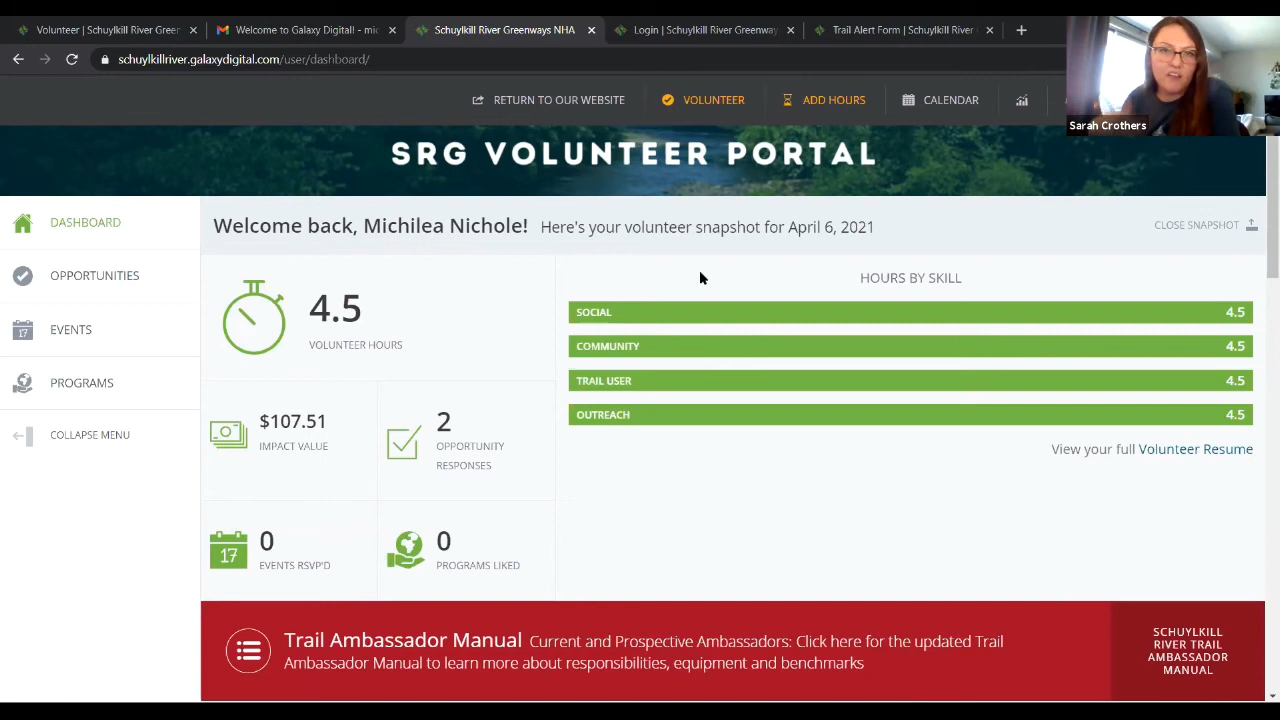 Volunteer | Schuylkill River Green
Welcome to Galaxy Digital! - mic
Schuylkill River Greenways NHA
Login | Schuylkill River Greenway
Trail Alert Form | Schuylkill River
schuylkillriver.galaxydigital.com/user/dashboard/
RETURN TO OUR WEBSITE
VOLUNTEER
ADD HOURS
CALENDAR
Sarah Crothers
SRG VOLUNTEER PORTAL
DASHBOARD
OPPORTUNITIES
EVENTS
PROGRAMS
COLLAPSE MENU
Welcome back, Michilea Nichole! Here's your volunteer snapshot for April 6, 2021
CLOSE SNAPSHOT
4.5
VOLUNTEER HOURS
$107.51
IMPACT VALUE
2
OPPORTUNITY
RESPONSES
17
0
EVENTS RSVP'D
0
PROGRAMS LIKED
HOURS BY SKILL
SOCIAL 4.5
COMMUNITY 4.5
TRAIL USER 4.5
OUTREACH 4.5
View your full Volunteer Resume
Trail Ambassador Manual Current and Prospective Ambassadors: Click here for the updated Trail
Ambassador Manual to learn more about responsibilities, equipment and benchmarks
SCHUYLKILL
RIVER TRAIL
AMBASSADOR
MANUAL